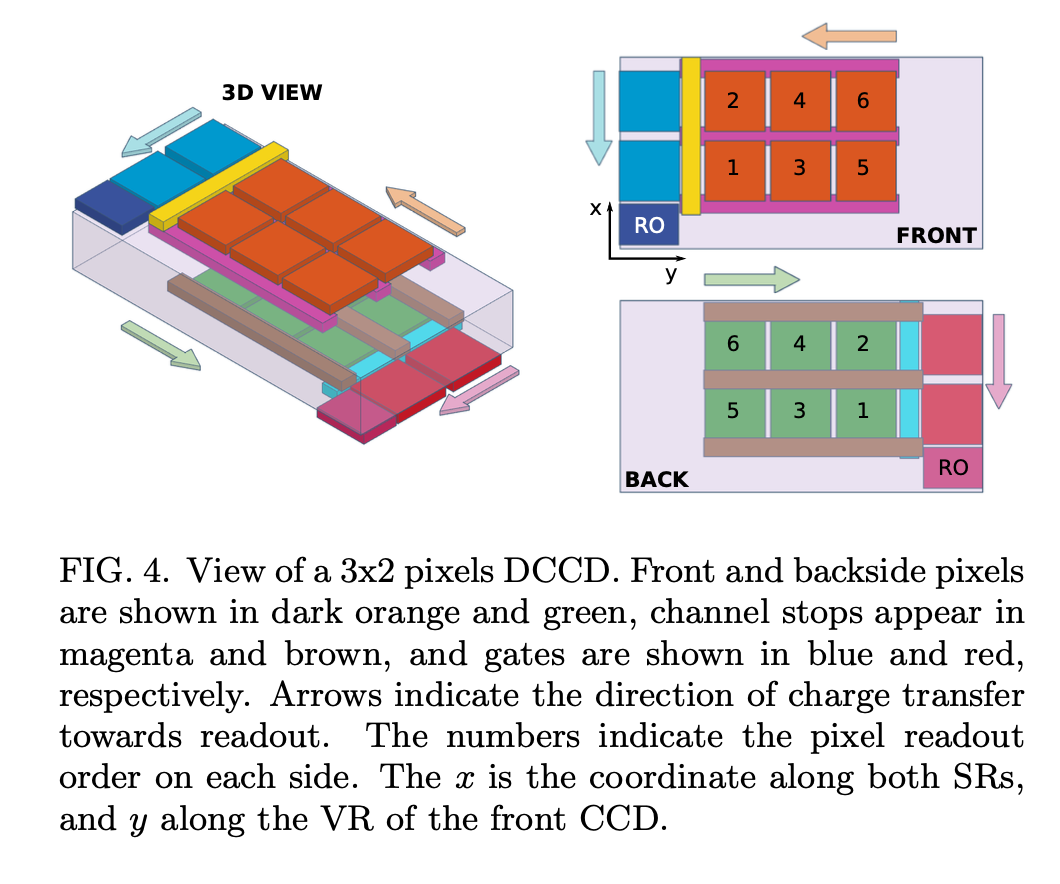 3D VIEW
2 4 6
1 3 5
x
RO
FRONT
y
6 4 2
5 3 1
RO
BACK
FIG. 4. View of a 3x2 pixels DCCD. Front and backside pixels
are shown in dark orange and green, channel stops appear in
magenta and brown, and gates are shown in blue and red,
respectively. Arrows indicate the direction of charge transfer
towards readout. The numbers indicate the pixel readout
order on each side. The x is the coordinate along both SRs,
and y along the VR of the front CCD.